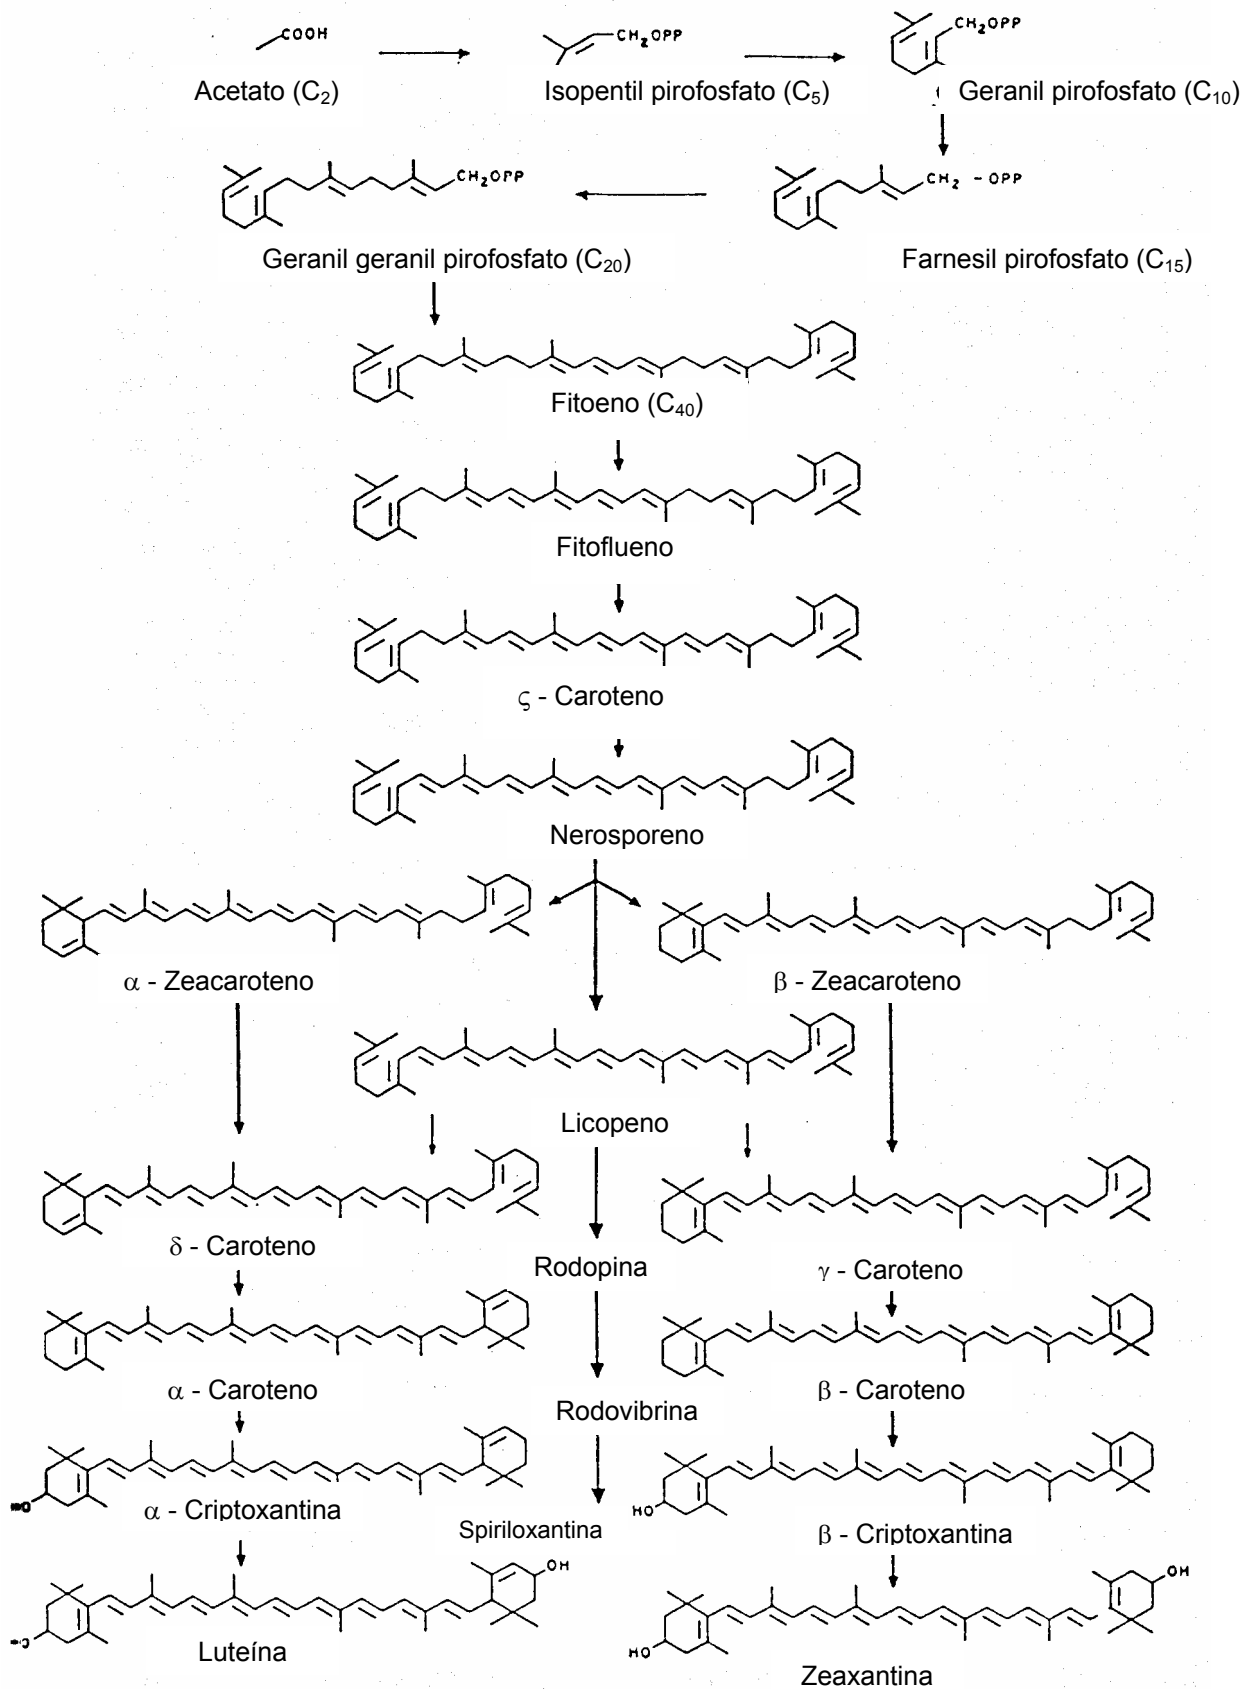 COOH
CH₂OPP
CH₂OPP
Acetato (C₂)
Isopentil pirofosfato (C₅)
Geranil pirofosfato (C₁₀)
CH₂OPP
CH₂ - OPP
Geranil geranil pirofosfato (C₂₀)
Farnesil pirofosfato (C₁₅)
Fitoeno (C₄₀)
Fitoflueno
ς - Caroteno
Nerosporeno
α - Zeacaroteno
β - Zeacaroteno
Licopeno
δ - Caroteno
Rodopina
γ - Caroteno
α - Caroteno
Rodovibrina
β - Caroteno
HO
α - Criptoxantina
Spiriloxantina
HO
β - Criptoxantina
OH
Luteína
OH
HO
Zeaxantina